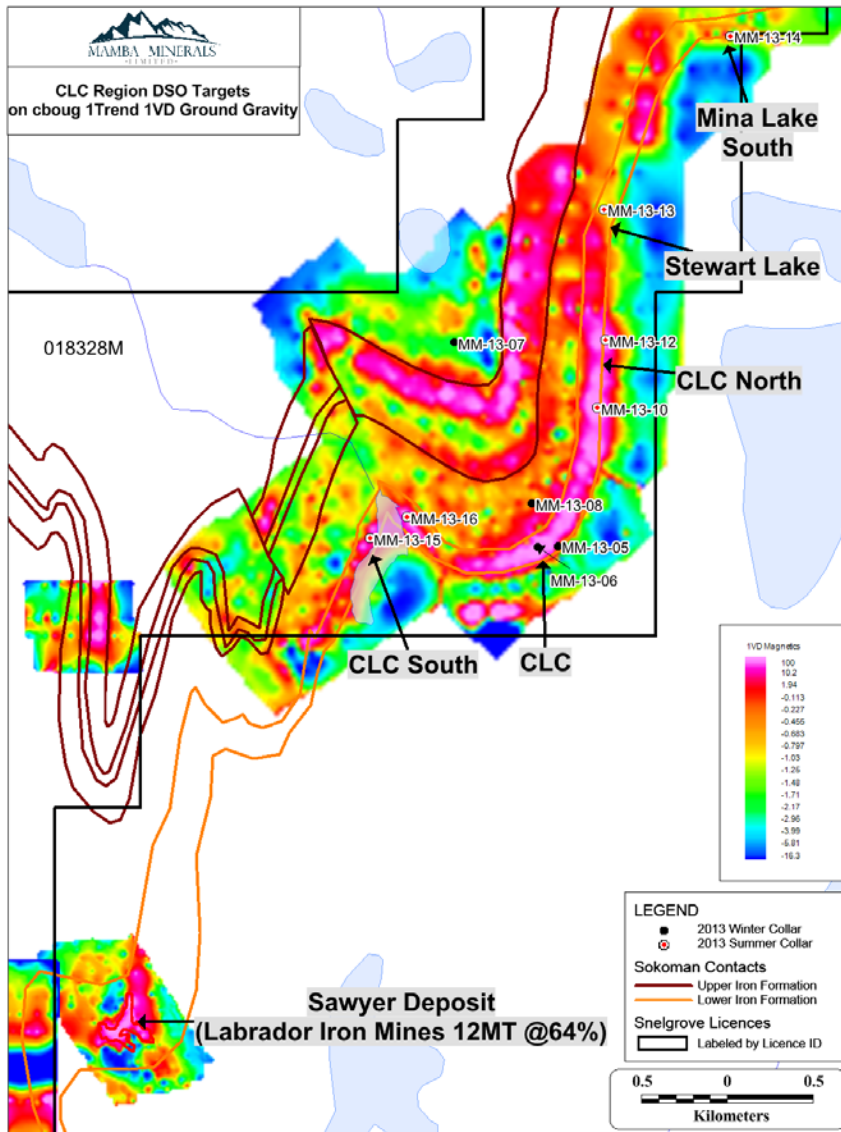 MAMBA MINERALS
LIMITED
CLC Region DSO Targets
on cboug 1Trend 1VD Ground Gravity
MM-13-14
Mina Lake
South
MM-13-13
Stewart Lake
018328M
MM-13-07
MM-13-12
CLC North
MM-13-10
MM-13-08
MM-13-16
MM-13-15
MM-13-05
MM-13-06
CLC South
CLC
1VD Magnetics
100
10.2
1.94
-0.113
-0.227
-0.455
-0.683
-0.797
-1.03
-1.25
-1.48
-1.71
-2.17
-2.95
-3.99
-5.81
-16.3
LEGEND
2013 Winter Collar
2013 Summer Collar
Sokoman Contacts
Upper Iron Formation
Lower Iron Formation
Snelgrove Licences
Labeled by Licence ID
Sawyer Deposit
(Labrador Iron Mines 12MT @64%)
0.5 0 0.5
Kilometers